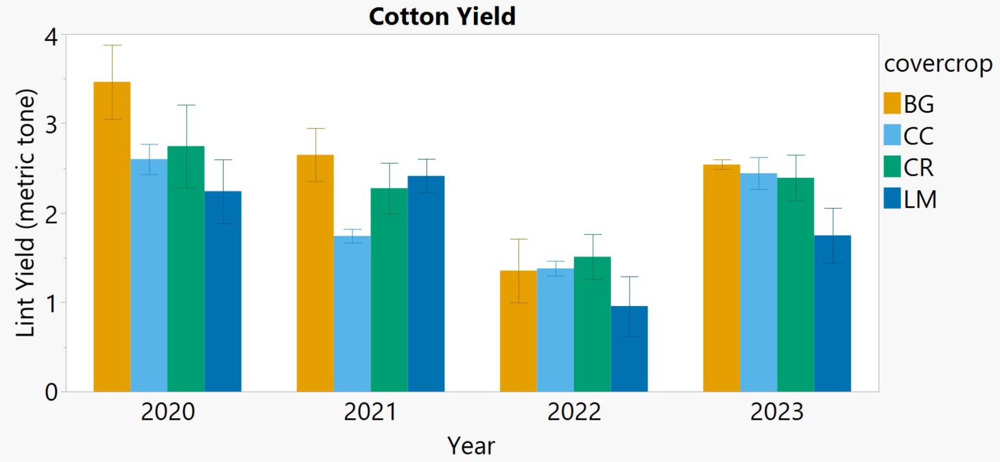 Cotton Yield
4
3
2
1
0
Lint Yield (metric tone)
2020
2021
2022
2023
Year
covercrop
BG
CC
CR
LM